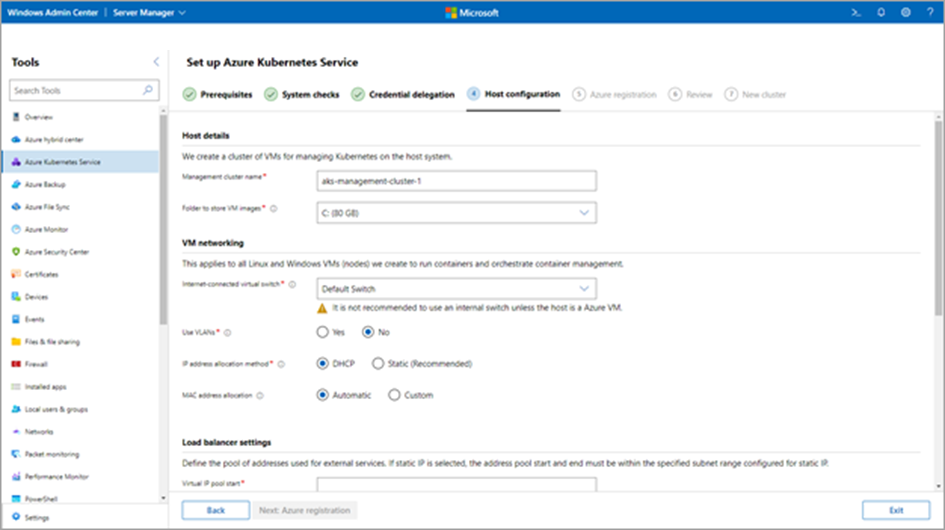 Windows Admin Center | Server Manager
Microsoft
Tools
Search Tools
Overview
Azure hybrid center
Azure Kubernetes Service
Azure Backup
Azure File Sync
Azure Monitor
Azure Security Center
Certificates
Devices
Events
Files & file sharing
Firewall
Installed apps
Local users & groups
Networks
Packet monitoring
Performance Monitor
PowerShell
Settings
Set up Azure Kubernetes Service
Prerequisites
System checks
Credential delegation
4 Host configuration
5 Azure registration
6 Review
7 New cluster
Host details
We create a cluster of VMs for managing Kubernetes on the host system.
Management cluster name*
aks-management-cluster-1
Folder to store VM images*
C: (80 GB)
VM networking
This applies to all Linux and Windows VMs (nodes) we create to run containers and orchestrate container management.
Internet-connected virtual switch*
Default Switch
It is not recommended to use an internal switch unless the host is a Azure VM.
Use VLANs*
Yes
No
IP address allocation method*
DHCP
Static (Recommended)
MAC address allocation
Automatic
Custom
Load balancer settings
Define the pool of addresses used for external services. If static IP is selected, the address pool start and end must be within the specified subnet range configured for static IP.
Virtual IP pool start*
Back
Next: Azure registration
Exit